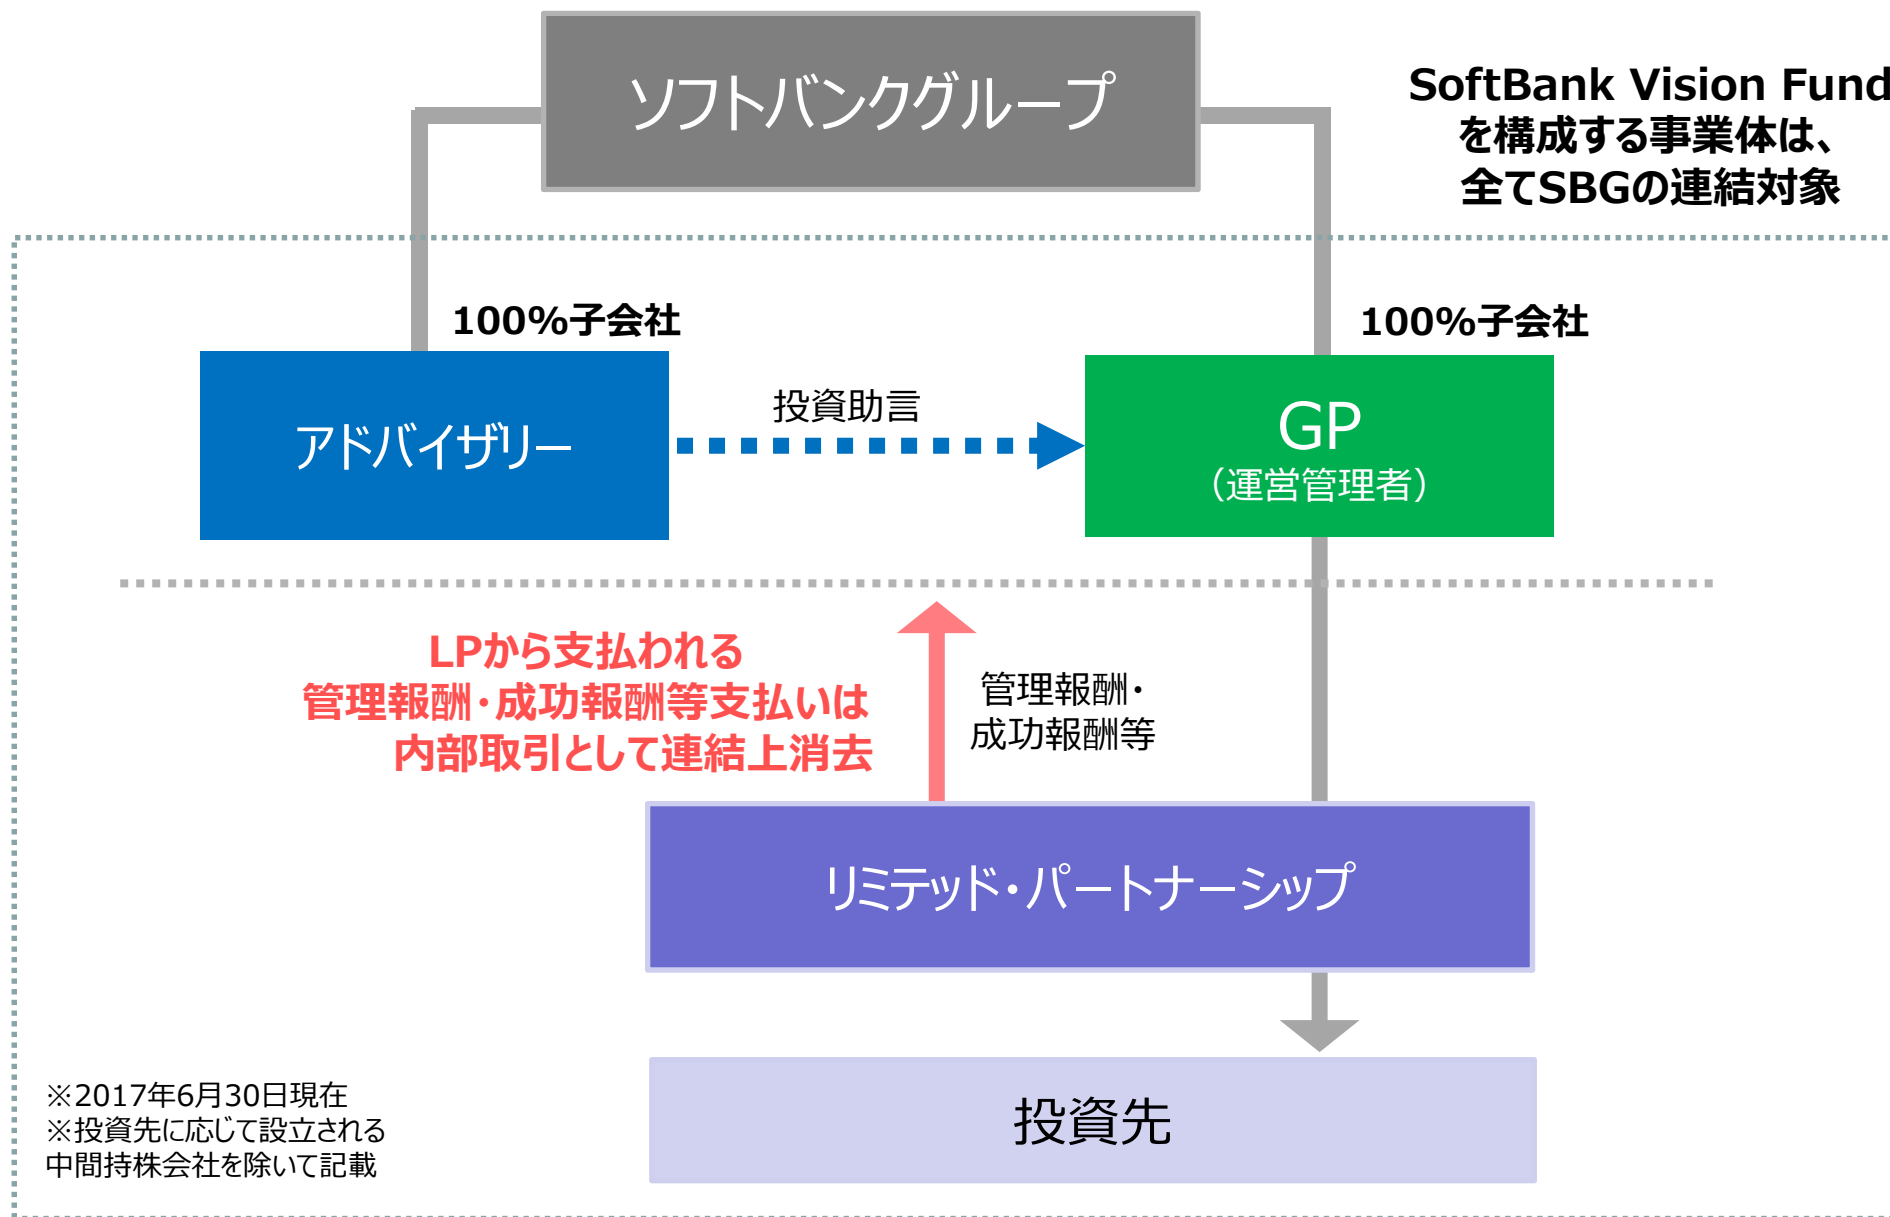 ソフトバンクグループ
SoftBank Vision Fund
を構成する事業体は、
全てSBGの連結対象
100%子会社
100%子会社
アドバイザリー
投資助言
GP
（運営管理者）
LPから支払われる
管理報酬・成功報酬等支払いは
内部取引として連結上消去
管理報酬・
成功報酬等
リミテッド・パートナーシップ
投資先
※2017年6月30日現在
※投資先に応じて設立される
中間持株会社を除いて記載